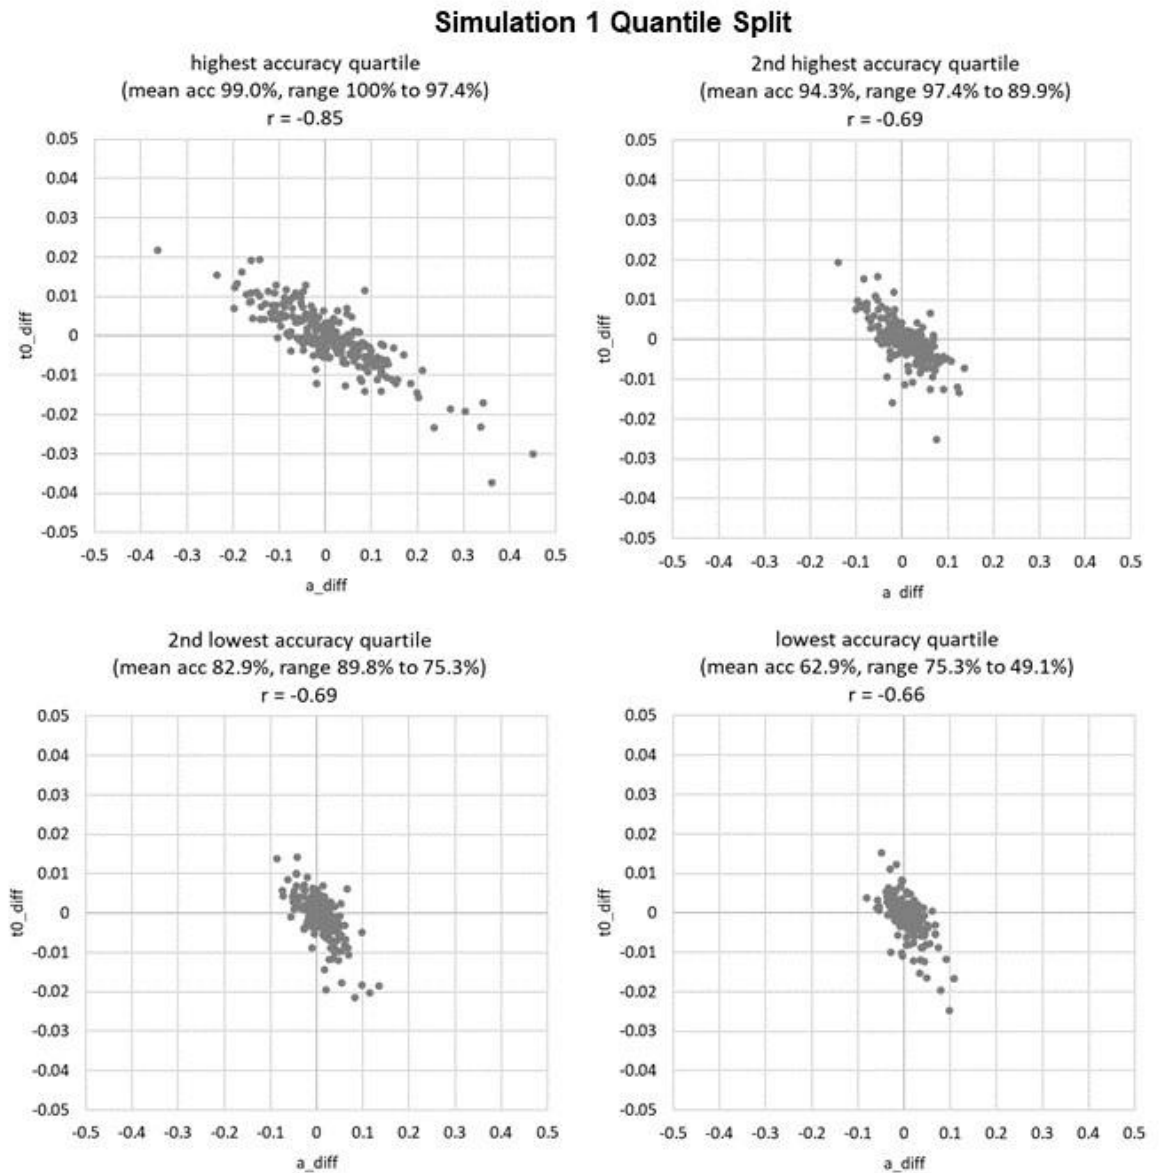 Simulation 1 Quantile Split
highest accuracy quartile
(mean acc 99.0%, range 100% to 97.4%)
r = -0.85
0.05
0.04
0.03
0.02
0.01
0
-0.01
-0.02
-0.03
-0.04
-0.05
t0_diff
-0.5 -0.4 -0.3 -0.2 -0.1 0 0.1 0.2 0.3 0.4 0.5
a_diff
2nd highest accuracy quartile
(mean acc 94.3%, range 97.4% to 89.9%)
r = -0.69
0.05
0.04
0.03
0.02
0.01
0
-0.01
-0.02
-0.03
-0.04
-0.05
t0_diff
-0.5 -0.4 -0.3 -0.2 -0.1 0 0.1 0.2 0.3 0.4 0.5
a diff
2nd lowest accuracy quartile
(mean acc 82.9%, range 89.8% to 75.3%)
r = -0.69
0.05
0.04
0.03
0.02
0.01
0
-0.01
-0.02
-0.03
-0.04
-0.05
t0_diff
-0.5 -0.4 -0.3 -0.2 -0.1 0 0.1 0.2 0.3 0.4 0.5
a_diff
lowest accuracy quartile
(mean acc 62.9%, range 75.3% to 49.1%)
r = -0.66
0.05
0.04
0.03
0.02
0.01
0
-0.01
-0.02
-0.03
-0.04
-0.05
t0_diff
-0.5 -0.4 -0.3 -0.2 -0.1 0 0.1 0.2 0.3 0.4 0.5
a_diff